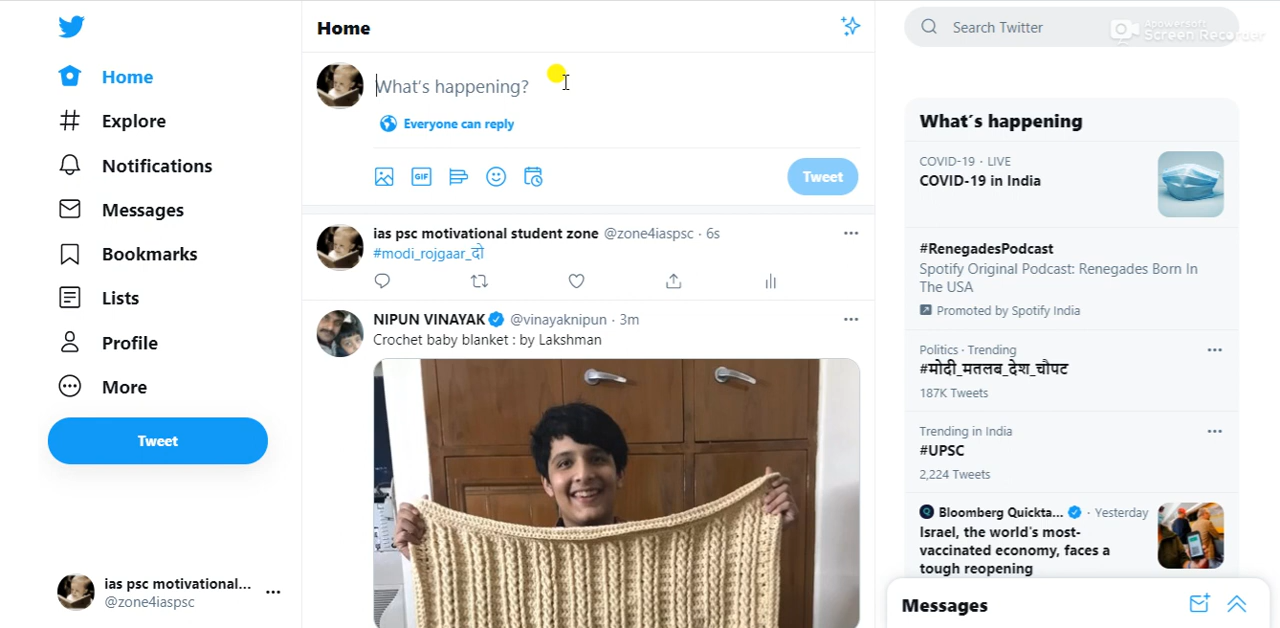 Home
Explore
Notifications
Messages
Bookmarks
Lists
Profile
More
Tweet
ias psc motivational...
@zone4iaspsc
Home
What's happening?
Everyone can reply
GIF
Tweet
ias psc motivational student zone @zone4iaspsc · 6s
#modi_rojgaar_दो
NIPUN VINAYAK @vinayaknipun · 3m
Crochet baby blanket : by Lakshman
Search Twitter
Apowersoft
Screen Recorder
What's happening
COVID-19 · LIVE
COVID-19 in India
#RenegadesPodcast
Spotify Original Podcast: Renegades Born In
The USA
Promoted by Spotify India
Politics · Trending
#मोदी_मतलब_देश_चौपट
187K Tweets
Trending in India
#UPSC
2,224 Tweets
Bloomberg Quickta... · Yesterday
Israel, the world's most-
vaccinated economy, faces a
tough reopening
Messages